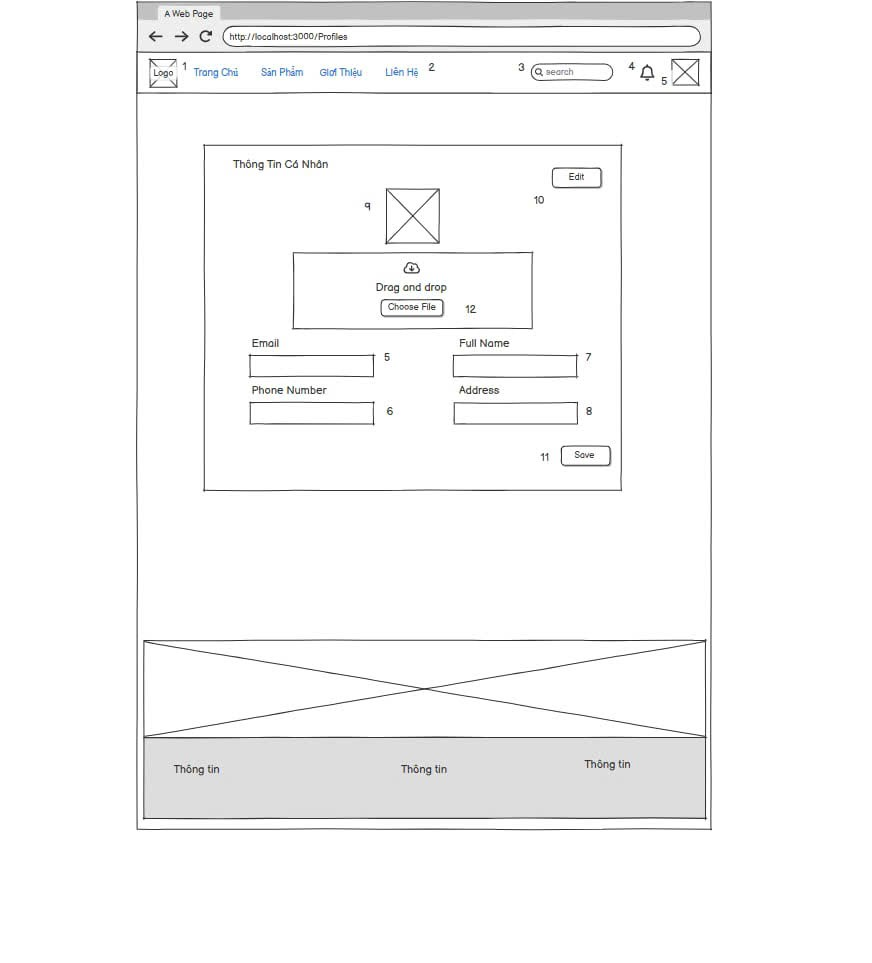 A Web Page
http://localhost:3000/Profiles
Logo 1 Trang Chủ Sản Phẩm Giới Thiệu Liên Hệ 2 3 search 4 5
Thông Tin Cá Nhân
Edit
9 10
Drag and drop
Choose File 12
Email Full Name
5 7
Phone Number Address
6 8
11 Save
Thông tin Thông tin Thông tin